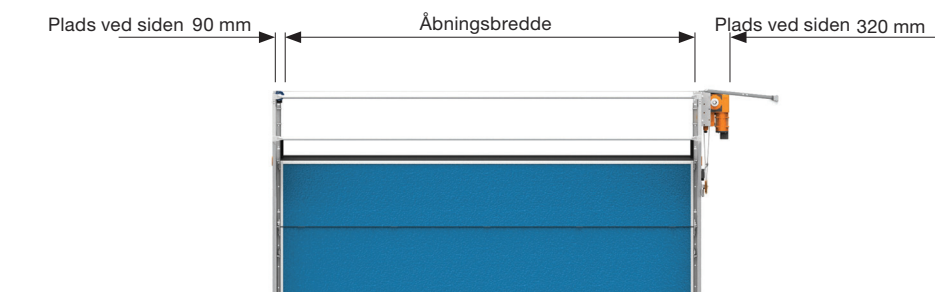 Plads ved siden 90 mm
Åbningsbredde
Plads ved siden 320 mm